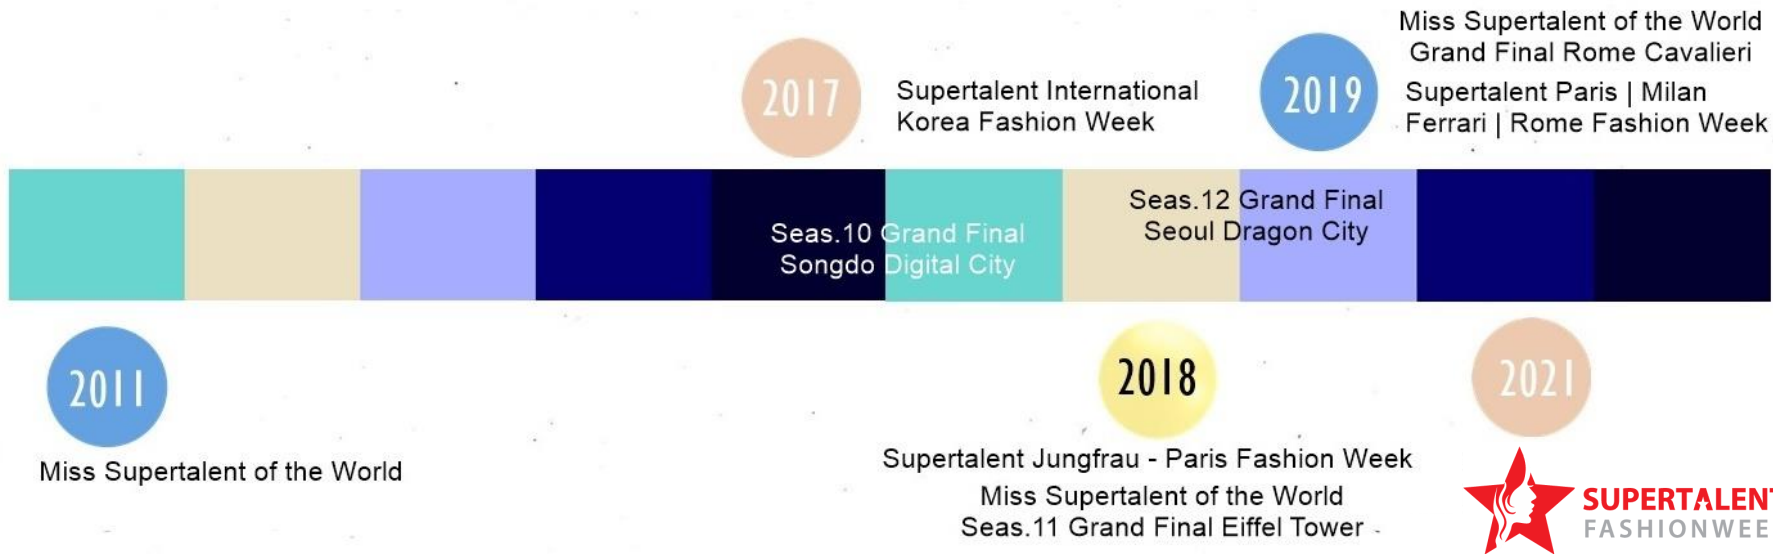 2017
Supertalent International
Korea Fashion Week
2019
Miss Supertalent of the World
Grand Final Rome Cavalieri
Supertalent Paris | Milan
Ferrari | Rome Fashion Week
Seas.10 Grand Final
Songdo Digital City
Seas.12 Grand Final
Seoul Dragon City
2011
Miss Supertalent of the World
2018
Supertalent Jungfrau - Paris Fashion Week
Miss Supertalent of the World
Seas.11 Grand Final Eiffel Tower
2021
SUPERTALENT
FASHIONWEE